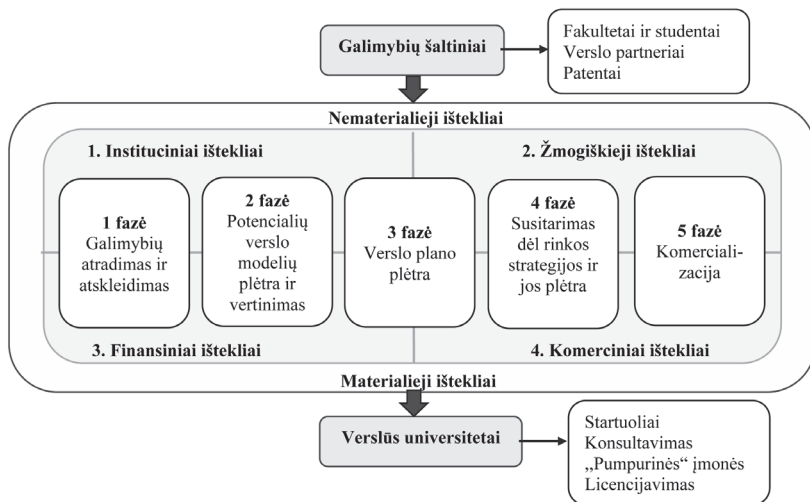 Galimybių šaltiniai
Fakultetai ir studentai
Verslo partneriai
Patentai
Nematerialieji ištekliai
1. Instituciniai ištekliai
2. Žmogiškieji ištekliai
1 fazė
Galimybių
atradimas ir
atskleidimas
2 fazė
Potencialių
verslo
modelių
plėtra ir
vertinimas
3 fazė
Verslo plano
plėtra
4 fazė
Susitarimas
dėl rinkos
strategijos ir
jos plėtra
5 fazė
Komerciali-
zacija
3. Finansiniai ištekliai
4. Komerciniai ištekliai
Materialieji ištekliai
Verslūs universitetai
Startuoliai
Konsultavimas
„Pumpurinės“ įmonės
Licencijavimas